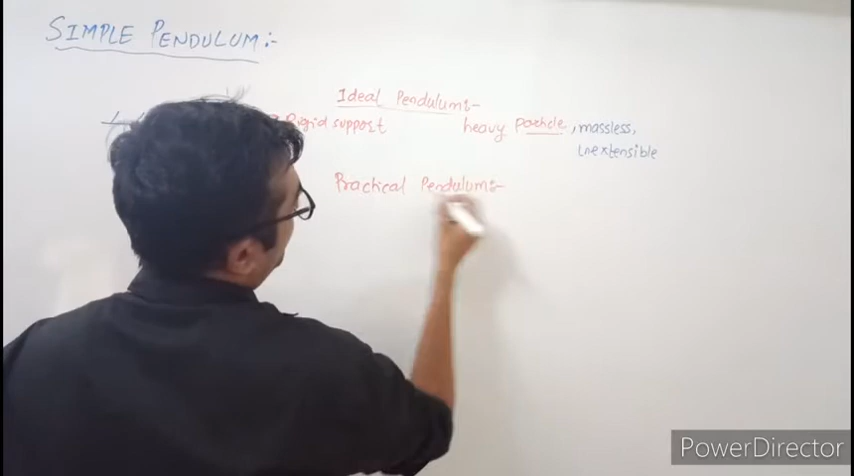 SIMPLE PENDULUM:-
Ideal Pendulum:-
Rigid support heavy particle, massless,
inextensible
Practical Pendulum:-
PowerDirector